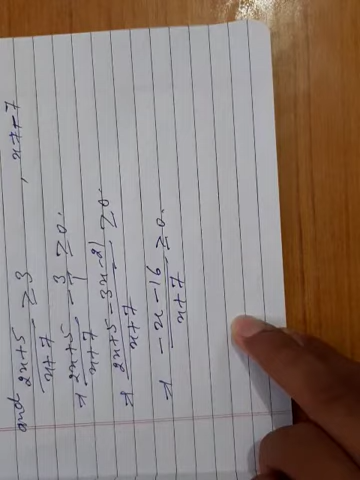 and 2x+5/x+7 ≥ 3 , x≠-7
→ 2x+5/x+7 - 3/1 ≥ 0.
→ 2x+5-3x-21/x+7 ≥ 0.
→ -x-16/x+7 ≥ 0.